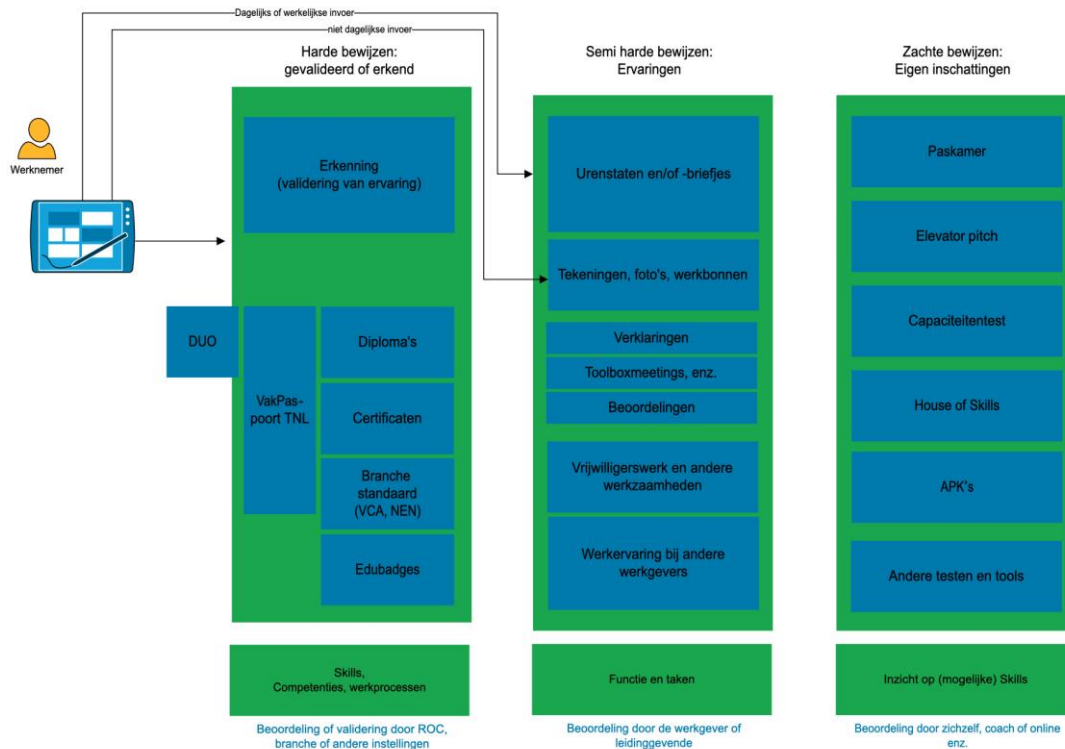 Dagelijks of werkelijkse invoer
niet dagelijkse invoer
Werknemer
Harde bewijzen:
gevalideerd of erkend
Erkenning
(validering van ervaring)
DUO
VakPas-
poort TNL
Diploma's
Certificaten
Branche
standaard
(VCA, NEN)
Edubadges
Skills,
Competenties, werkprocessen
Beoordeling of validering door ROC,
branche of andere instellingen
Semi harde bewijzen:
Ervaringen
Urenstaten en/of -briefjes
Tekeningen, foto's, werkbonnen
Verklaringen
Toolboxmeetings, enz.
Beoordelingen
Vrijwilligerswerk en andere
werkzaamheden
Werkervaring bij andere
werkgevers
Functie en taken
Beoordeling door de werkgever of
leidinggevende
Zachte bewijzen:
Eigen inschattingen
Paskamer
Elevator pitch
Capaciteitentest
House of Skills
APK's
Andere testen en tools
Inzicht op (mogelijke) Skills
Beoordeling door zichzelf, coach of online
enz.